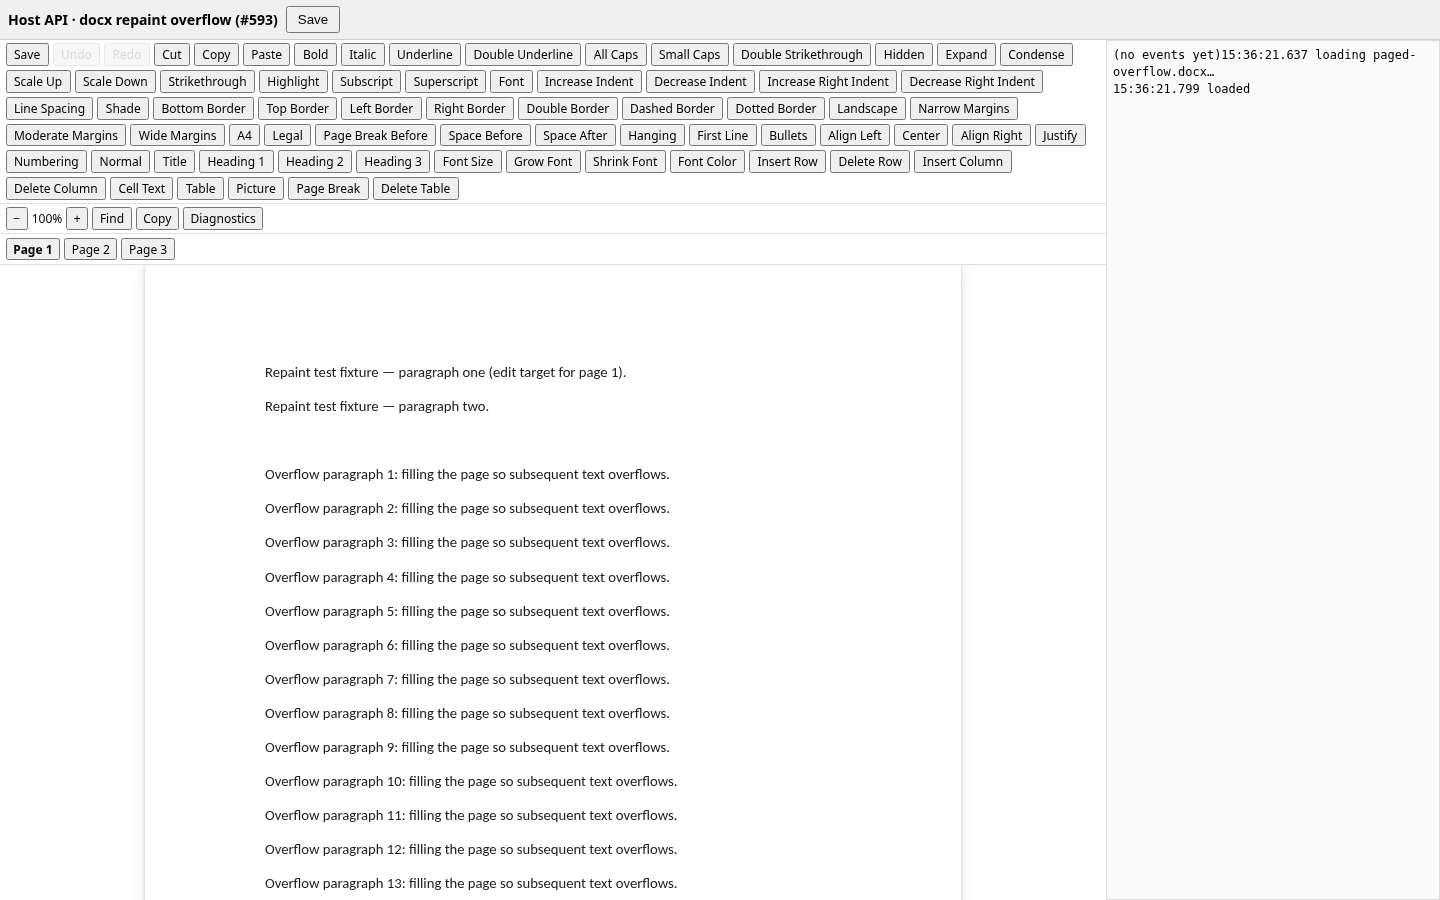 Host API · docx repaint overflow (#593) Save
Save Undo Redo Cut Copy Paste Bold Italic Underline Double Underline All Caps Small Caps Double Strikethrough Hidden Expand Condense
Scale Up Scale Down Strikethrough Highlight Subscript Superscript Font Increase Indent Decrease Indent Increase Right Indent Decrease Right Indent
Line Spacing Shade Bottom Border Top Border Left Border Right Border Double Border Dashed Border Dotted Border Landscape Narrow Margins
Moderate Margins Wide Margins A4 Legal Page Break Before Space Before Space After Hanging First Line Bullets Align Left Center Align Right Justify
Numbering Normal Title Heading 1 Heading 2 Heading 3 Font Size Grow Font Shrink Font Font Color Insert Row Delete Row Insert Column
Delete Column Cell Text Table Picture Page Break Delete Table
− 100% + Find Copy Diagnostics
Page 1 Page 2 Page 3
Repaint test fixture — paragraph one (edit target for page 1).
Repaint test fixture — paragraph two.
Overflow paragraph 1: filling the page so subsequent text overflows.
Overflow paragraph 2: filling the page so subsequent text overflows.
Overflow paragraph 3: filling the page so subsequent text overflows.
Overflow paragraph 4: filling the page so subsequent text overflows.
Overflow paragraph 5: filling the page so subsequent text overflows.
Overflow paragraph 6: filling the page so subsequent text overflows.
Overflow paragraph 7: filling the page so subsequent text overflows.
Overflow paragraph 8: filling the page so subsequent text overflows.
Overflow paragraph 9: filling the page so subsequent text overflows.
Overflow paragraph 10: filling the page so subsequent text overflows.
Overflow paragraph 11: filling the page so subsequent text overflows.
Overflow paragraph 12: filling the page so subsequent text overflows.
Overflow paragraph 13: filling the page so subsequent text overflows.
(no events yet)15:36:21.637 loading paged-
overflow.docx…
15:36:21.799 loaded